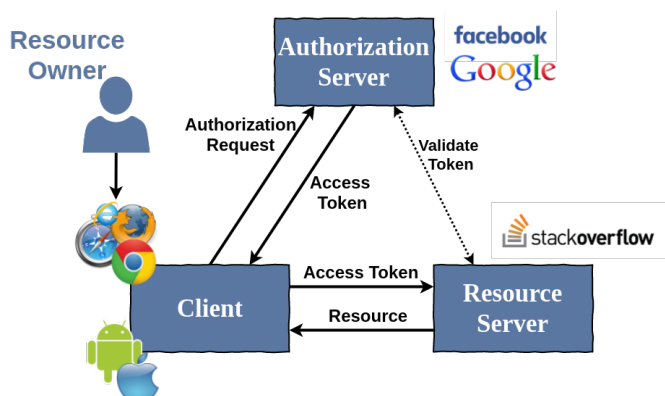 Resource
Owner
Authorization
Server
facebook
Google
Authorization
Request
Access
Token
Validate
Token
stackoverflow
Client
Access Token
Resource
Resource
Server